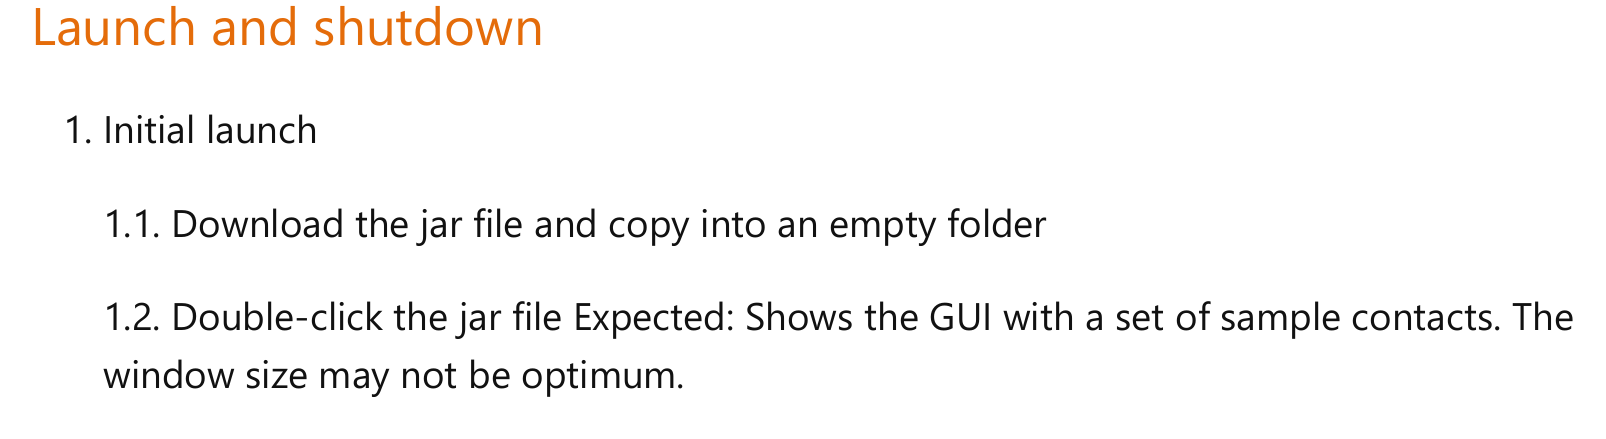 Launch and shutdown
1. Initial launch
1.1. Download the jar file and copy into an empty folder
1.2. Double-click the jar file Expected: Shows the GUI with a set of sample contacts. The
window size may not be optimum.